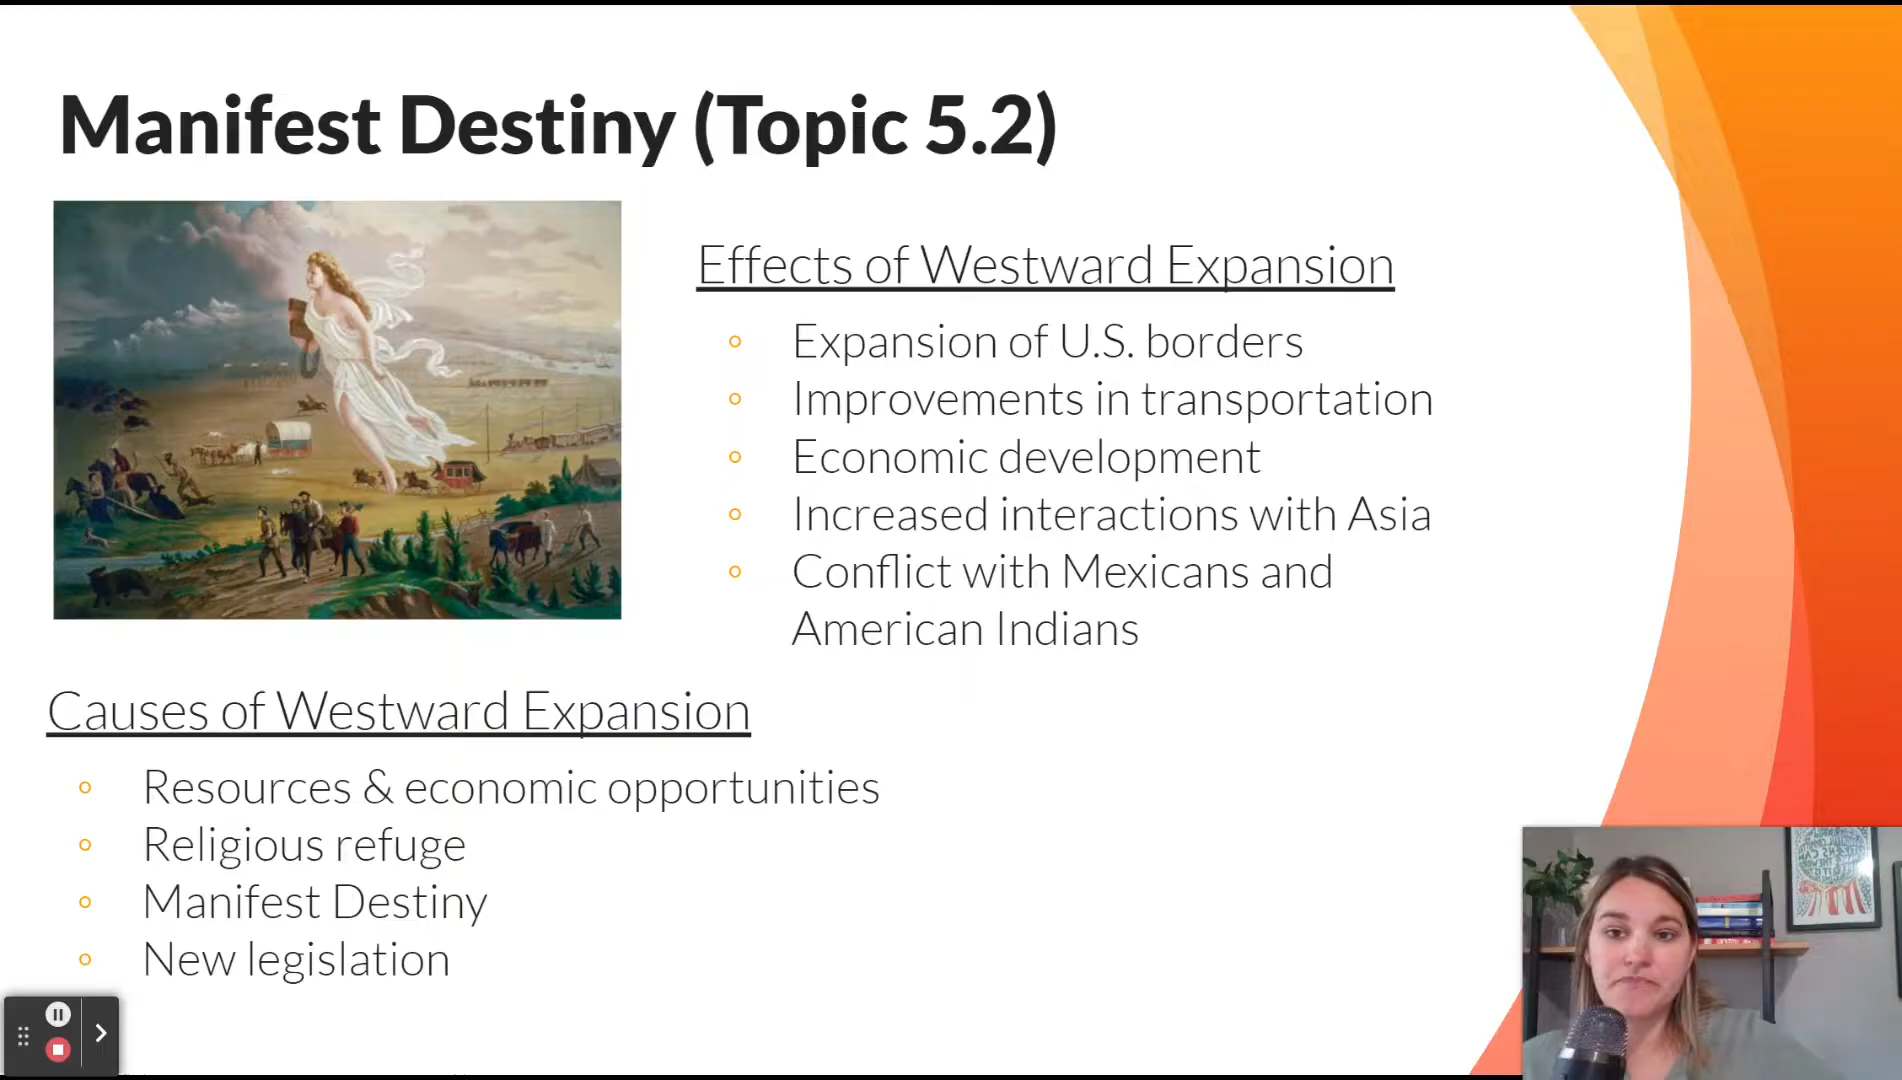 Manifest Destiny (Topic 5.2)
Effects of Westward Expansion
Expansion of U.S. borders
Improvements in transportation
Economic development
Increased interactions with Asia
Conflict with Mexicans and
American Indians
Causes of Westward Expansion
Resources & economic opportunities
Religious refuge
Manifest Destiny
New legislation